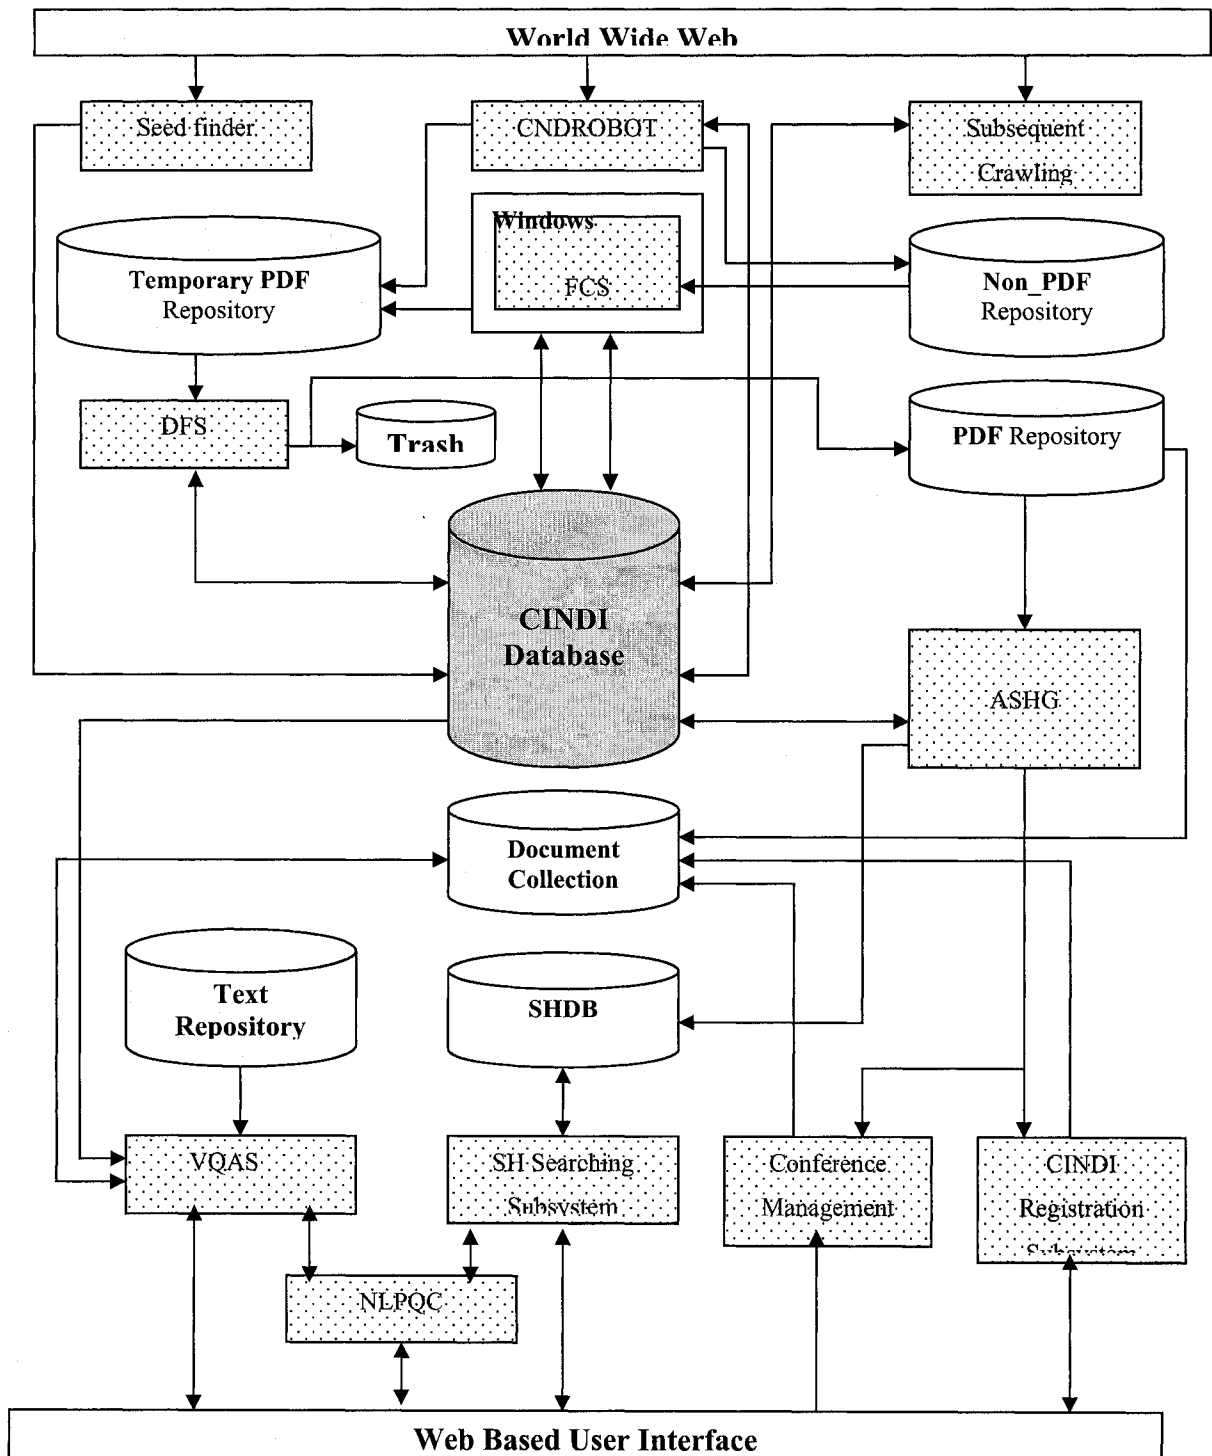 World Wide Web
Seed finder
CNDROBOT
Subsequent
Crawling
Windows
FCS
Temporary PDF
Repository
Non_PDF
Repository
DFS
Trash
PDF Repository
CINDI
Database
ASHG
Document
Collection
Text
Repository
SHDB
VQAS
SH Searching
Subsystem
Conference
Management
CINDI
Registration
Subsystem
NLPQC
Web Based User Interface